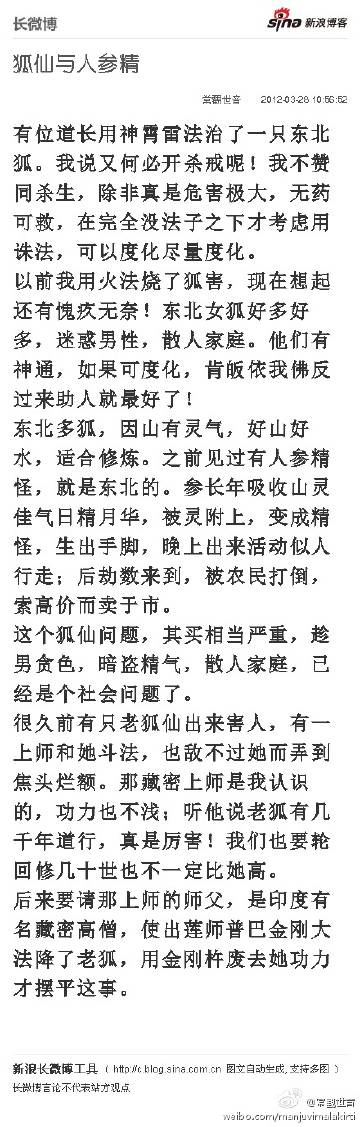 长微博
sina 新浪博客
狐仙与人参精
2012-03-28 10:56:52
有位道长用神霄雷法治了一只东北
狐。我说又何必开杀戒呢！我不赞
同杀生，除非真是危害极大，无药
可救，在完全没法子之下才考虑用
诛法，可以度化尽量度化。
以前我用火法烧了狐害，现在想起
还有愧疚无奈！东北女狐好多好
多，迷惑男性，散人家庭。他们有
神通，如果可度化，肯皈依我佛反
过来助人就最好了！
东北多狐，因山有灵气，好山好
水，适合修炼。之前见过有人参精
怪，就是东北的。参长年吸收山灵
佳气日精月华，被灵附上，变成精
怪，生出手脚，晚上出来活动似人
行走；后劫数来到，被农民打倒，
索高价而卖于市。
这个狐仙问题，其买相当严重，趁
男贪色，暗盗精气，散人家庭，已
经是个社会问题了。
很久前有只老狐仙出来害人，有一
上师和她斗法，也敌不过她而弄到
焦头烂额。那藏密上师是我认识
的，功力也不浅；听他说老狐有几
千年道行，真是厉害！我们也要轮
回修几十世也不一定比她高。
后来要请那上师的师父，是印度有
名藏密高僧，使出莲师普巴金刚大
法降了老狐，用金刚杵废去她功力
才摆平这事。
新浪长微博工具（ http://c.blog.sina.com.cn 图文自动生成,支持多图 ）
长微博言论不代表站方观点
weibo.com/manjuvimalakirti